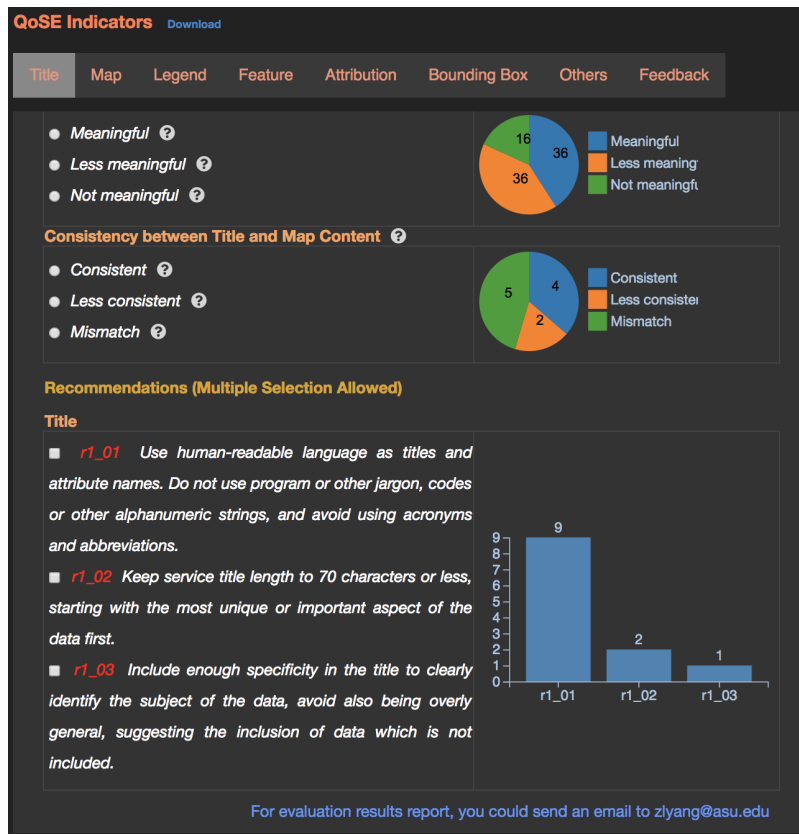 QoSE Indicators Download
Title Map Legend Feature Attribution Bounding Box Others Feedback
Meaningful ?
Less meaningful ?
Not meaningful ?
16
36
36
Meaningful
Less meaning
Not meaningfu
Consistency between Title and Map Content ?
Consistent ?
Less consistent ?
Mismatch ?
5
4
2
Consistent
Less consister
Mismatch
Recommendations (Multiple Selection Allowed)
Title
r1_01 Use human-readable language as titles and
attribute names. Do not use program or other jargon, codes
or other alphanumeric strings, and avoid using acronyms
and abbreviations.
r1_02 Keep service title length to 70 characters or less,
starting with the most unique or important aspect of the
data first.
r1_03 Include enough specificity in the title to clearly
identify the subject of the data, avoid also being overly
general, suggesting the inclusion of data which is not
included.
9
8
7
6
5
4
3
2
1
0
9
2
1
r1_01 r1_02 r1_03
For evaluation results report, you could send an email to zlyang@asu.edu